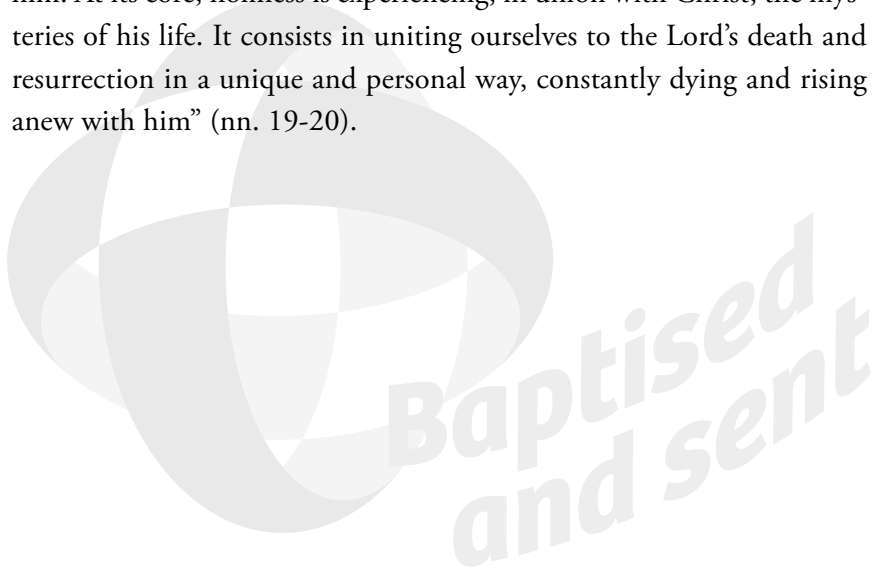 him. At its core, holiness is experiencing, in union with Christ, the mys-
teries of his life. It consists in uniting ourselves to the Lord’s death and
resurrection in a unique and personal way, constantly dying and rising
anew with him” (nn. 19-20).
Baptised
and sent